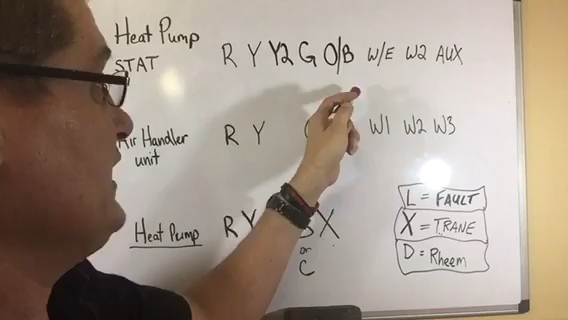 Heat Pump
STAT R Y Y2 G O/B W/E W2 AUX
Air Handler R Y W1 W2 W3
unit
Heat Pump R Y B X
or
C
L = FAULT
X = TRANE
D = Rheem